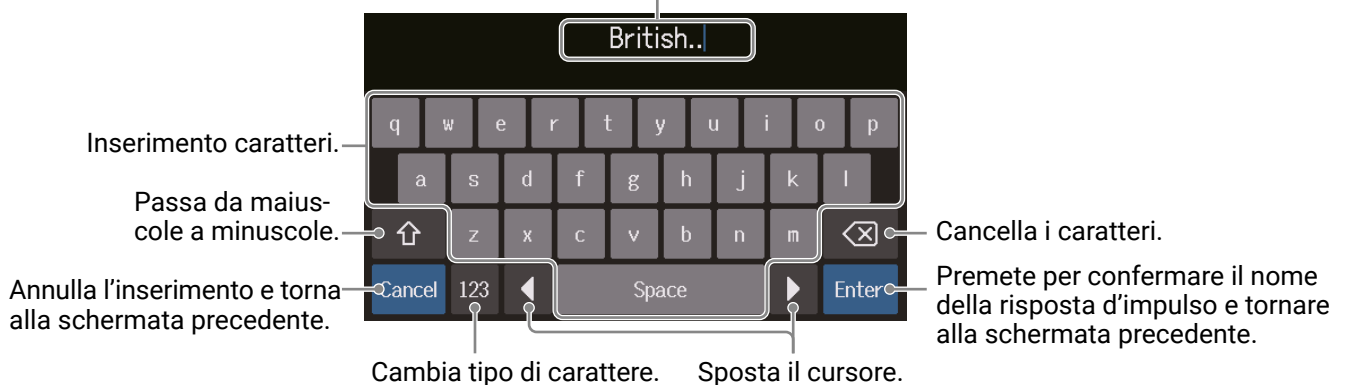 British..
q w e r t y u i o p
Inserimento caratteri.
a s d f g h j k l
Passa da maius-
cole a minuscole.
z x c v b n m
Cancella i caratteri.
Annulla l’inserimento e torna
alla schermata precedente.
Cancel 123 Space Enter
Premete per confermare il nome
della risposta d’impulso e tornare
alla schermata precedente.
Cambia tipo di carattere.
Sposta il cursore.